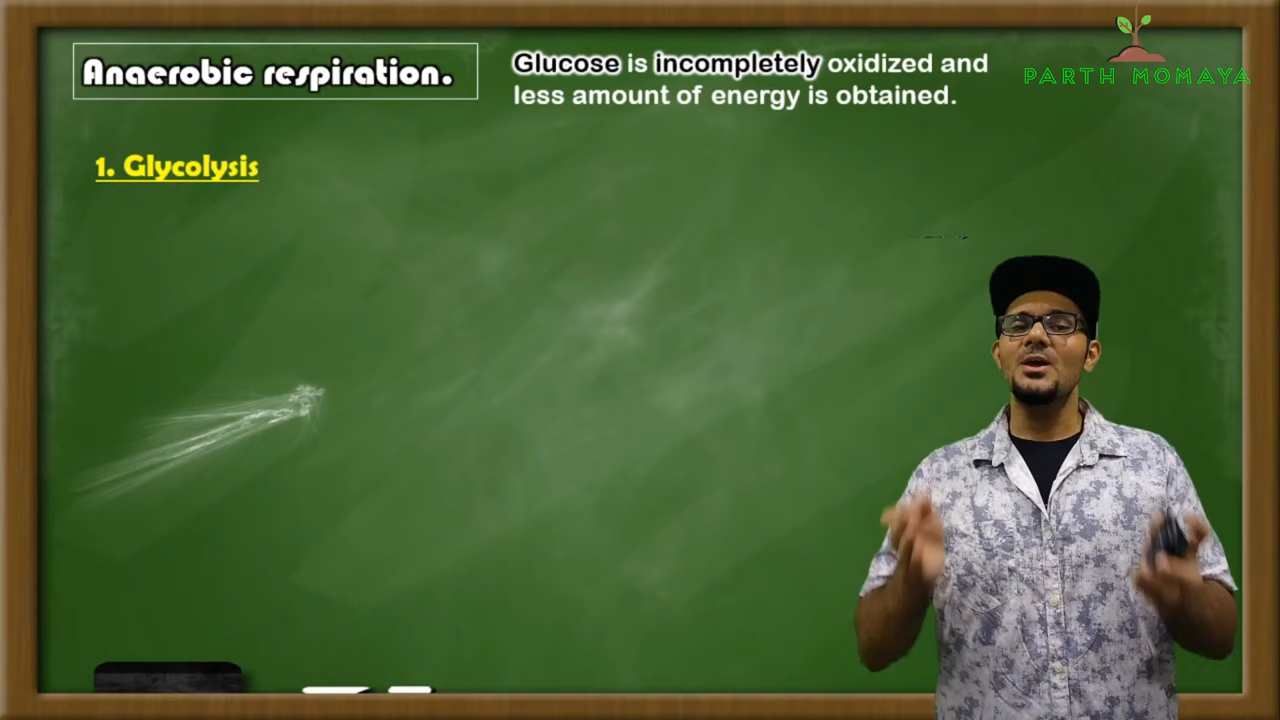 Anaerobic respiration.
Glucose is incompletely oxidized and
less amount of energy is obtained.
PARTH MOMAYA
1. Glycolysis